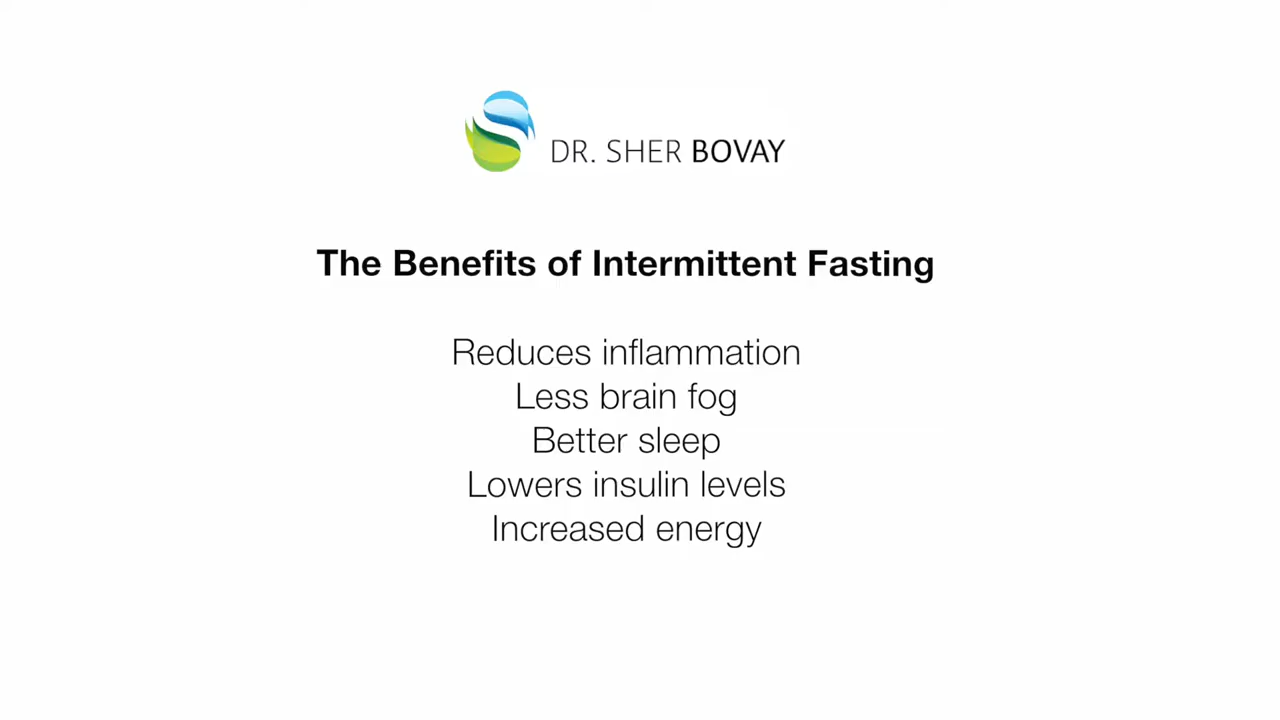 DR. SHER BOVAY
The Benefits of Intermittent Fasting
Reduces inflammation
Less brain fog
Better sleep
Lowers insulin levels
Increased energy